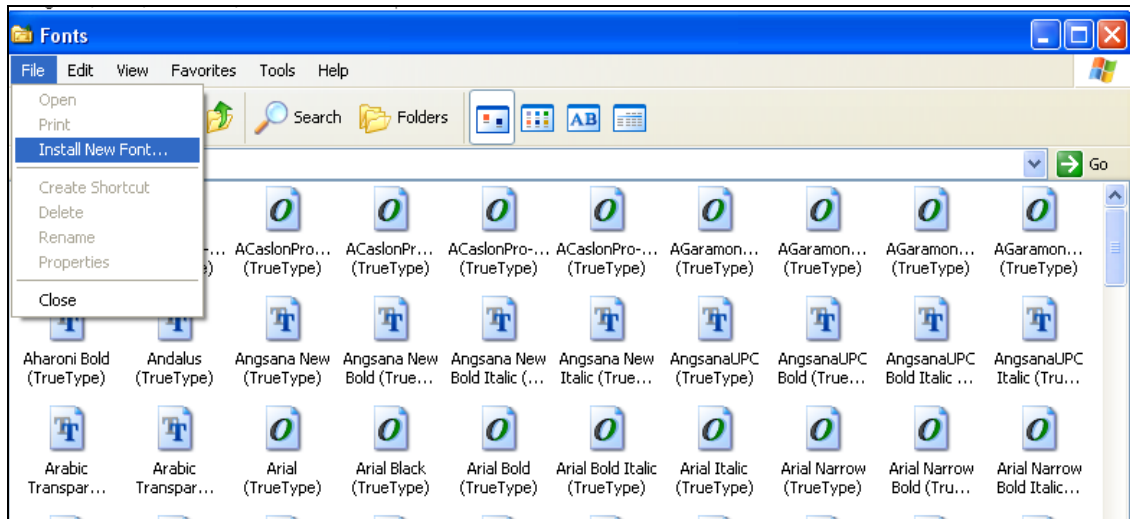 Fonts
File Edit View Favorites Tools Help
Open
Print
Install New Font...
Create Shortcut
Delete
Rename
Properties
Close
Search Folders
AB
Go
ACaslonPro... ACaslonPr... ACaslonPro-... ACaslonPro-... AGaramon... AGaramon... AGaramon... AGaramon...
(TrueType) (TrueType) (TrueType) (TrueType) (TrueType) (TrueType) (TrueType) (TrueType)
Aharoni Bold Andalus Angsana New Angsana New Angsana New Angsana New AngsanaUPC AngsanaUPC AngsanaUPC AngsanaUPC
(TrueType) (TrueType) (TrueType) Bold (True... Bold Italic (... Italic (True... (TrueType) Bold (True... Bold Italic ... Italic (Tru...
Arabic Arabic Arial Arial Black Arial Bold Arial Bold Italic Arial Italic Arial Narrow Arial Narrow Arial Narrow
Transpar... Transpar... (TrueType) (TrueType) (TrueType) (TrueType) (TrueType) (TrueType) Bold (Tru... Bold Italic...